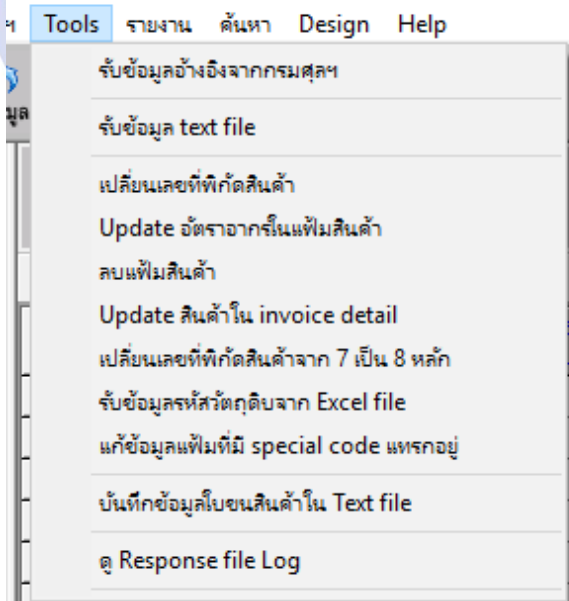 ฯ Tools รายงาน ค้นหา Design Help
มูล
รับข้อมูลอ้างอิงจากกรมศุลฯ
รับข้อมูล text file
เปลี่ยนเลขที่พิกัดสินค้า
Update อัตราอากรในแฟ้มสินค้า
ลบแฟ้มสินค้า
Update สินค้าใน invoice detail
เปลี่ยนเลขที่พิกัดสินค้าจาก 7 เป็น 8 หลัก
รับข้อมูลรหัสวัตถุดิบจาก Excel file
แก้ข้อมูลแฟ้มที่มี special code แทรกอยู่
บันทึกข้อมูลใบขนสินค้าใน Text file
ดู Response file Log